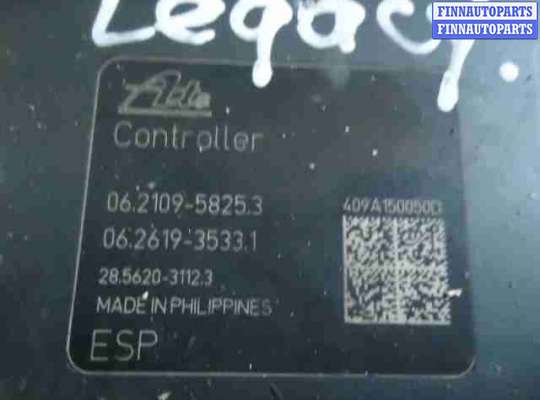 FINNAUTOPARTS
FINNAUTOPARTS
Legacy.
Ate
Controller
06.2109-5825.3
409A150050D
06.2619-3533.1
28.5620-3112.3
MADE IN PHILIPPINES
ESP